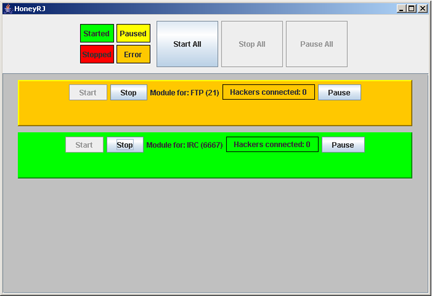 HoneyRJ
Started Paused
Stopped Error
Start All Stop All Pause All
Start Stop Module for: FTP (21) Hackers connected: 0 Pause
Start Stop Module for: IRC (6667) Hackers connected: 0 Pause